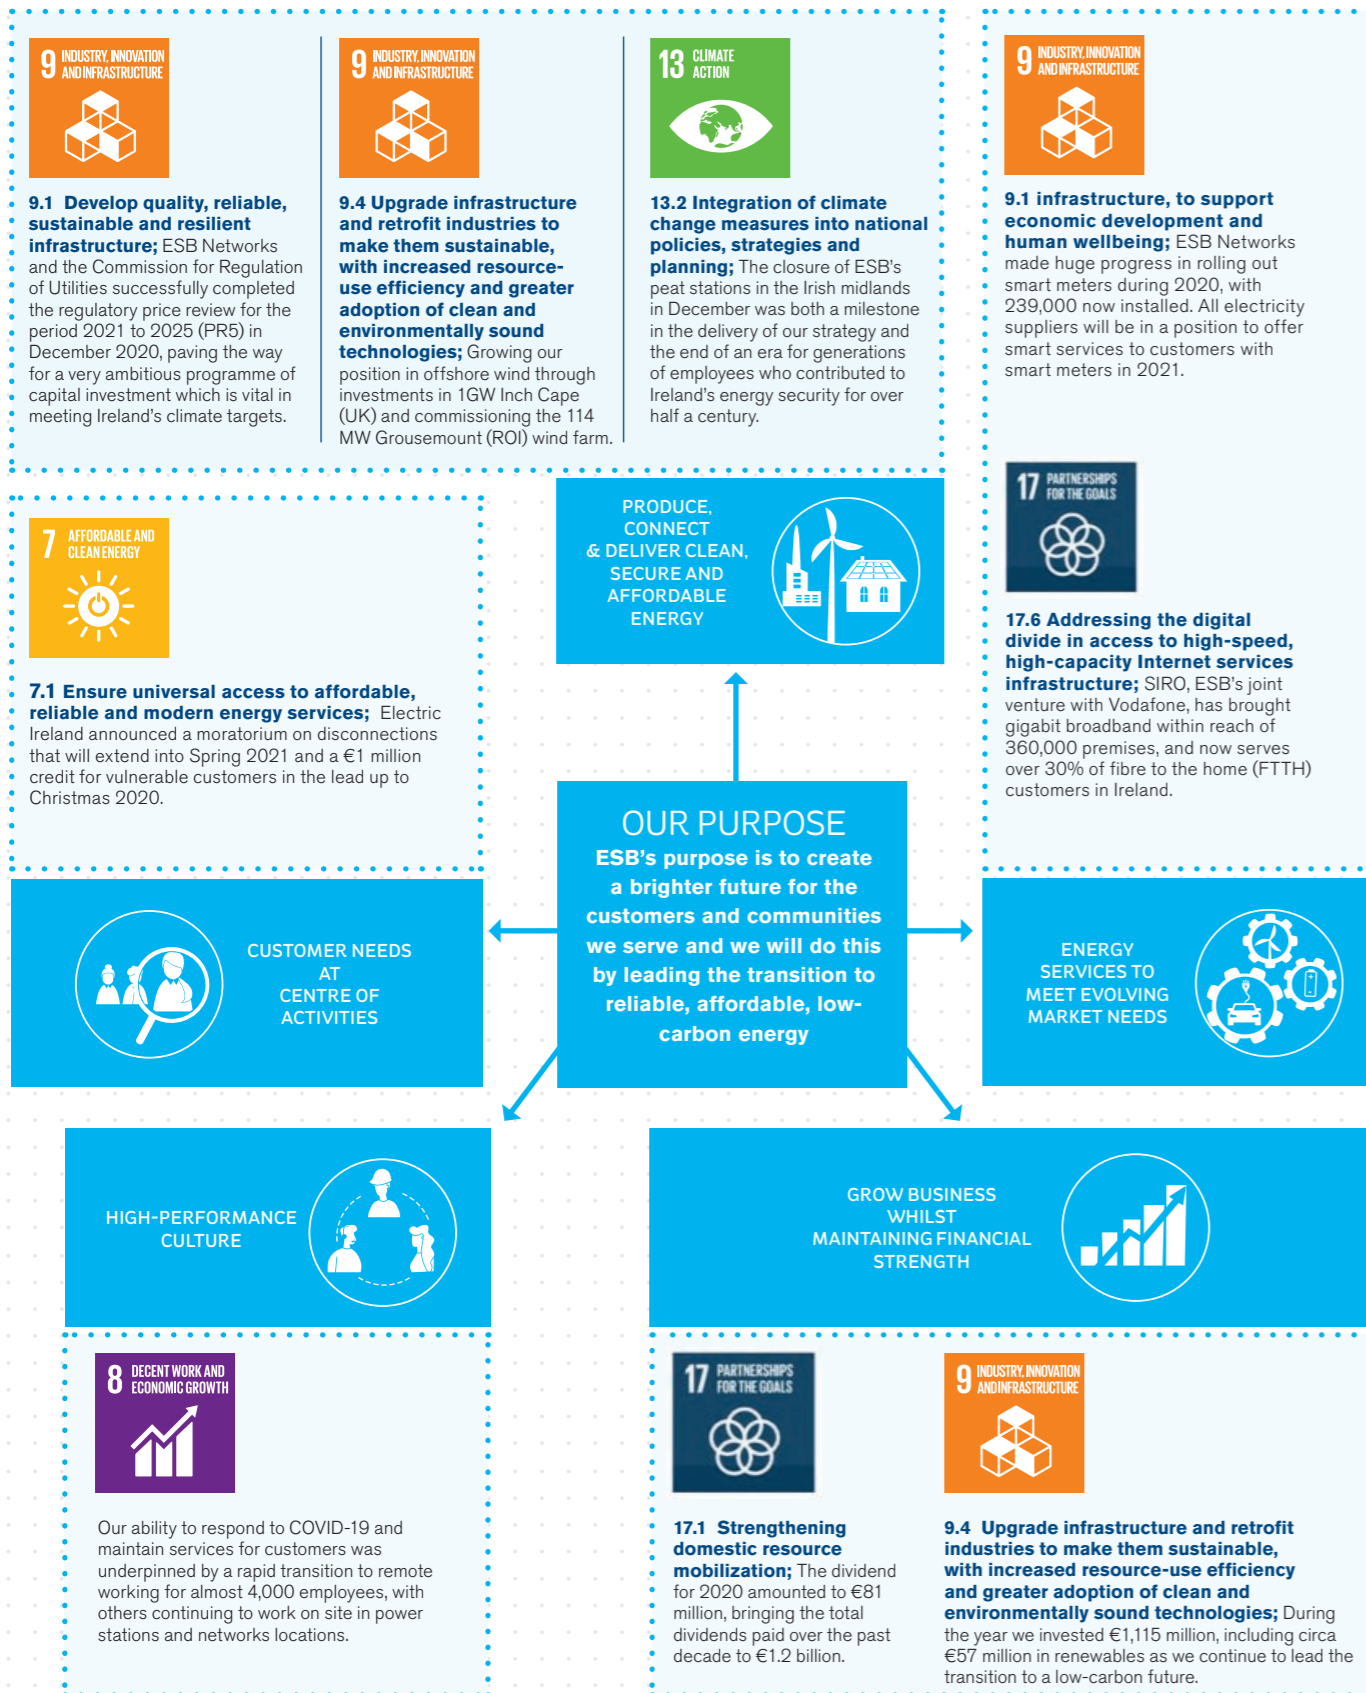 9 INDUSTRY, INNOVATION
AND INFRASTRUCTURE
9.1 Develop quality, reliable,
sustainable and resilient
infrastructure; ESB Networks
and the Commission for Regulation
of Utilities successfully completed
the regulatory price review for the
period 2021 to 2025 (PR5) in
December 2020, paving the way
for a very ambitious programme of
capital investment which is vital in
meeting Ireland's climate targets.
9 INDUSTRY, INNOVATION
AND INFRASTRUCTURE
9.4 Upgrade infrastructure
and retrofit industries to
make them sustainable,
with increased resource-
use efficiency and greater
adoption of clean and
environmentally sound
technologies; Growing our
position in offshore wind through
investments in 1GW Inch Cape
(UK) and commissioning the 114
MW Grousemount (ROI) wind farm.
13 CLIMATE
ACTION
13.2 Integration of climate
change measures into national
policies, strategies and
planning; The closure of ESB's
peat stations in the Irish midlands
in December was both a milestone
in the delivery of our strategy and
the end of an era for generations
of employees who contributed to
Ireland's energy security for over
half a century.
9 INDUSTRY, INNOVATION
AND INFRASTRUCTURE
9.1 infrastructure, to support
economic development and
human wellbeing; ESB Networks
made huge progress in rolling out
smart meters during 2020, with
239,000 now installed. All electricity
suppliers will be in a position to offer
smart services to customers with
smart meters in 2021.
17 PARTNERSHIPS
FOR THE GOALS
17.6 Addressing the digital
divide in access to high-speed,
high-capacity Internet services
infrastructure; SIRO, ESB's joint
venture with Vodafone, has brought
gigabit broadband within reach of
360,000 premises, and now serves
over 30% of fibre to the home (FTTH)
customers in Ireland.
7 AFFORDABLE AND
CLEAN ENERGY
7.1 Ensure universal access to affordable,
reliable and modern energy services; Electric
Ireland announced a moratorium on disconnections
that will extend into Spring 2021 and a €1 million
credit for vulnerable customers in the lead up to
Christmas 2020.
PRODUCE,
CONNECT
& DELIVER CLEAN,
SECURE AND
AFFORDABLE
ENERGY
OUR PURPOSE
ESB's purpose is to create
a brighter future for the
customers and communities
we serve and we will do this
by leading the transition to
reliable, affordable, low-
carbon energy
CUSTOMER NEEDS
AT
CENTRE OF
ACTIVITIES
ENERGY
SERVICES TO
MEET EVOLVING
MARKET NEEDS
HIGH-PERFORMANCE
CULTURE
GROW BUSINESS
WHILST
MAINTAINING FINANCIAL
STRENGTH
8 DECENT WORK AND
ECONOMIC GROWTH
Our ability to respond to COVID-19 and
maintain services for customers was
underpinned by a rapid transition to remote
working for almost 4,000 employees, with
others continuing to work on site in power
stations and networks locations.
17 PARTNERSHIPS
FOR THE GOALS
17.1 Strengthening
domestic resource
mobilization; The dividend
for 2020 amounted to €81
million, bringing the total
dividends paid over the past
decade to €1.2 billion.
9 INDUSTRY, INNOVATION
AND INFRASTRUCTURE
9.4 Upgrade infrastructure and retrofit
industries to make them sustainable,
with increased resource-use efficiency
and greater adoption of clean and
environmentally sound technologies; During
the year we invested €1,115 million, including circa
€57 million in renewables as we continue to lead the
transition to a low-carbon future.